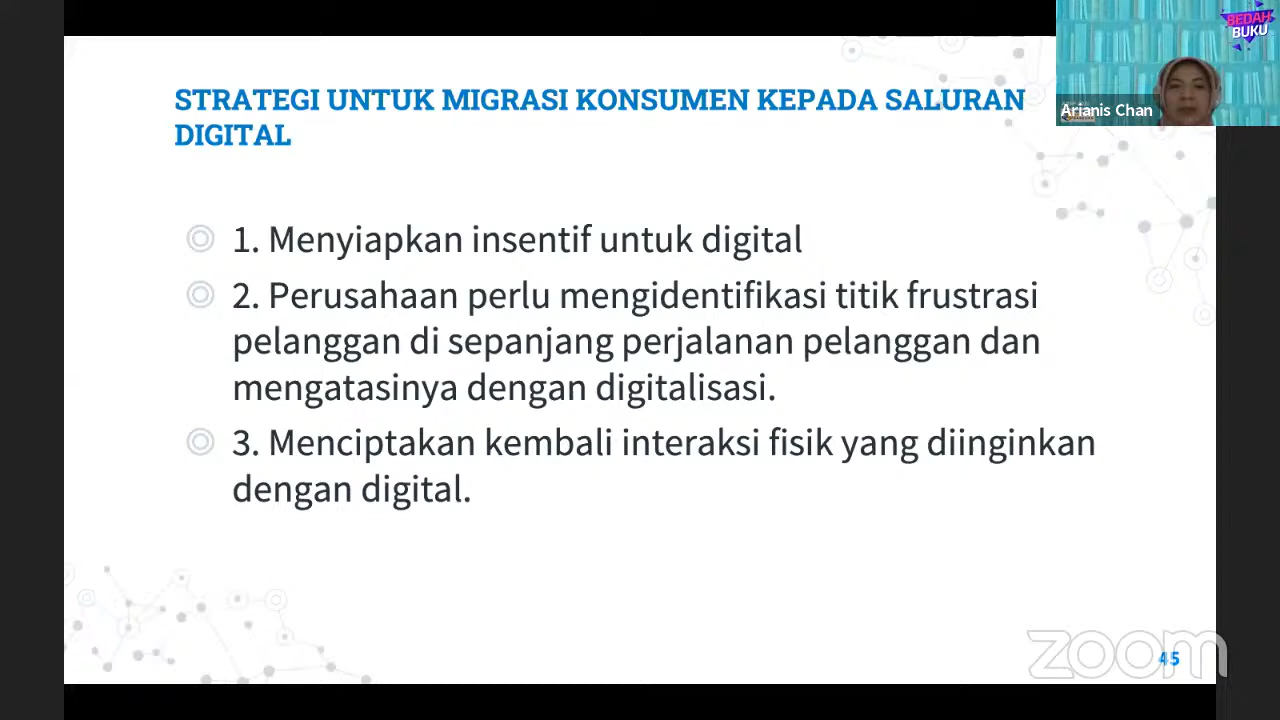 STRATEGI UNTUK MIGRASI KONSUMEN KEPADA SALURAN
DIGITAL
1. Menyiapkan insentif untuk digital
2. Perusahaan perlu mengidentifikasi titik frustrasi
pelanggan di sepanjang perjalanan pelanggan dan
mengatasinya dengan digitalisasi.
3. Menciptakan kembali interaksi fisik yang diinginkan
dengan digital.
BEDAH
BUKU
Arianis Chan
zoom
45